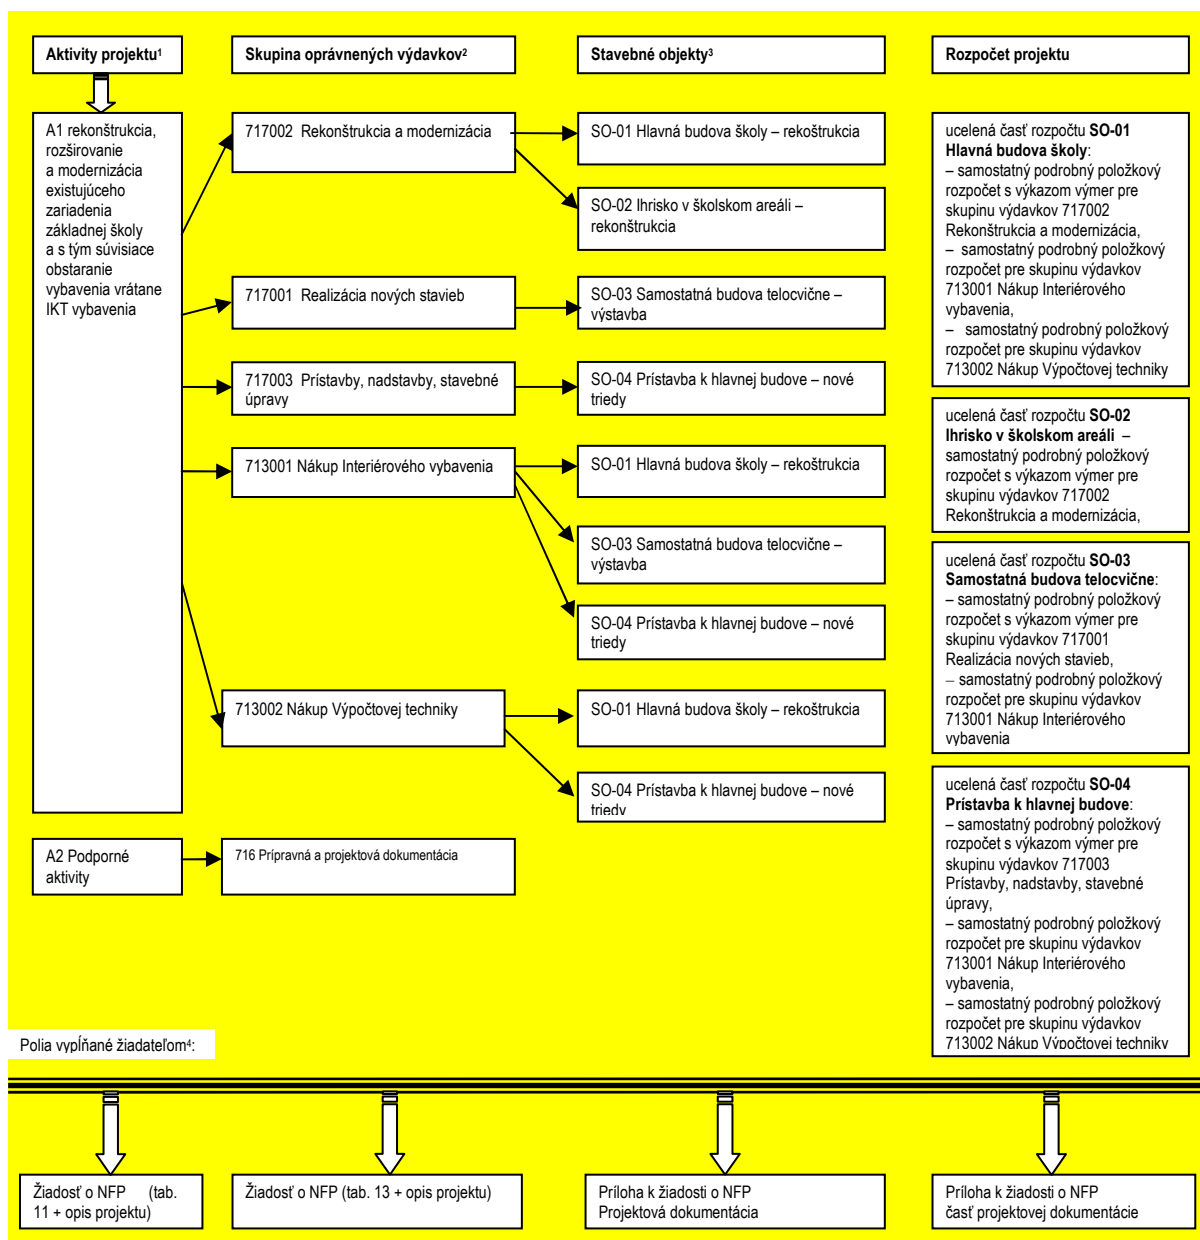 Aktivity projektu¹
Skupina oprávnených výdavkov²
Stavebné objekty³
Rozpočet projektu
A1 rekonštrukcia,
rozširovanie
a modernizácia
existujúceho
zariadenia
základnej školy
a s tým súvisiace
obstaranie
vybavenia vrátane
IKT vybavenia
717002  Rekonštrukcia a modernizácia
SO-01 Hlavná budova školy – rekoštrukcia
SO-02 Ihrisko v školskom areáli –
rekonštrukcia
717001  Realizácia nových stavieb
SO-03 Samostatná budova telocvične –
výstavba
717003  Prístavby, nadstavby, stavebné
úpravy
SO-04 Prístavba k hlavnej budove – nové
triedy
713001 Nákup Interiérového vybavenia
SO-01 Hlavná budova školy – rekoštrukcia
SO-03 Samostatná budova telocvične –
výstavba
SO-04 Prístavba k hlavnej budove – nové
triedy
713002 Nákup Výpočtovej techniky
SO-01 Hlavná budova školy – rekoštrukcia
SO-04 Prístavba k hlavnej budove – nové
triedy
A2 Podporné
aktivity
716 Prípravná a projektová dokumentácia
ucelená časť rozpočtu SO-01
Hlavná budova školy:
– samostatný podrobný položkový
rozpočet s výkazom výmer pre
skupinu výdavkov 717002
Rekonštrukcia a modernizácia,
– samostatný podrobný položkový
rozpočet pre skupinu výdavkov
713001 Nákup Interiérového
vybavenia,
– samostatný podrobný položkový
rozpočet pre skupinu výdavkov
713002 Nákup Výpočtovej techniky
ucelená časť rozpočtu SO-02
Ihrisko v školskom areáli –
samostatný podrobný položkový
rozpočet s výkazom výmer pre
skupinu výdavkov 717002
Rekonštrukcia a modernizácia,
ucelená časť rozpočtu SO-03
Samostatná budova telocvične:
– samostatný podrobný položkový
rozpočet s výkazom výmer pre
skupinu výdavkov 717001
Realizácia nových stavieb,
– samostatný podrobný položkový
rozpočet pre skupinu výdavkov
713001 Nákup Interiérového
vybavenia
ucelená časť rozpočtu SO-04
Prístavba k hlavnej budove:
– samostatný podrobný položkový
rozpočet s výkazom výmer pre
skupinu výdavkov 717003
Prístavby, nadstavby, stavebné
úpravy,
– samostatný podrobný položkový
rozpočet pre skupinu výdavkov
713001 Nákup Interiérového
vybavenia,
– samostatný podrobný položkový
rozpočet pre skupinu výdavkov
713002 Nákup Výpočtovej techniky
Polia vypĺňané žiadateľom⁴:
Žiadosť o NFP (tab.
11 + opis projektu)
Žiadosť o NFP (tab. 13 + opis projektu)
Príloha k žiadosti o NFP
Projektová dokumentácia
Príloha k žiadosti o NFP
časť projektovej dokumentácie